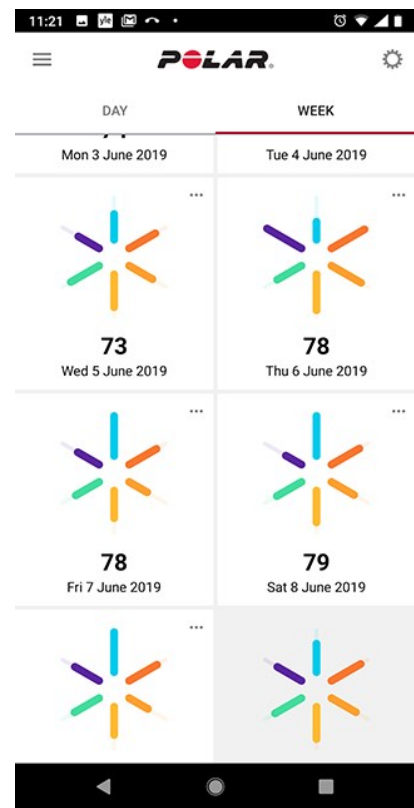 11:21 yle
POLAR.
DAY WEEK
Mon 3 June 2019 Tue 4 June 2019
73 78
Wed 5 June 2019 Thu 6 June 2019
78 79
Fri 7 June 2019 Sat 8 June 2019